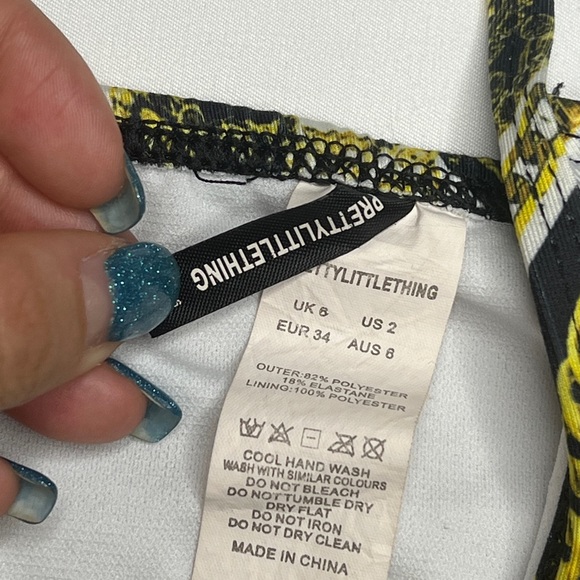 PRETTYLITTLETHING
PRETTYLITTLETHING
TTYLITTLETHING
UK 6 US 2
EUR 34 AUS 6
OUTER:82% POLYESTER
18% ELASTANE
LINING:100% POLYESTER
COOL HAND WASH
WASH WITH SIMILAR COLOURS
DO NOT BLEACH
DO NOT TUMBLE DRY
DRY FLAT
DO NOT IRON
DO NOT DRY CLEAN
MADE IN CHINA